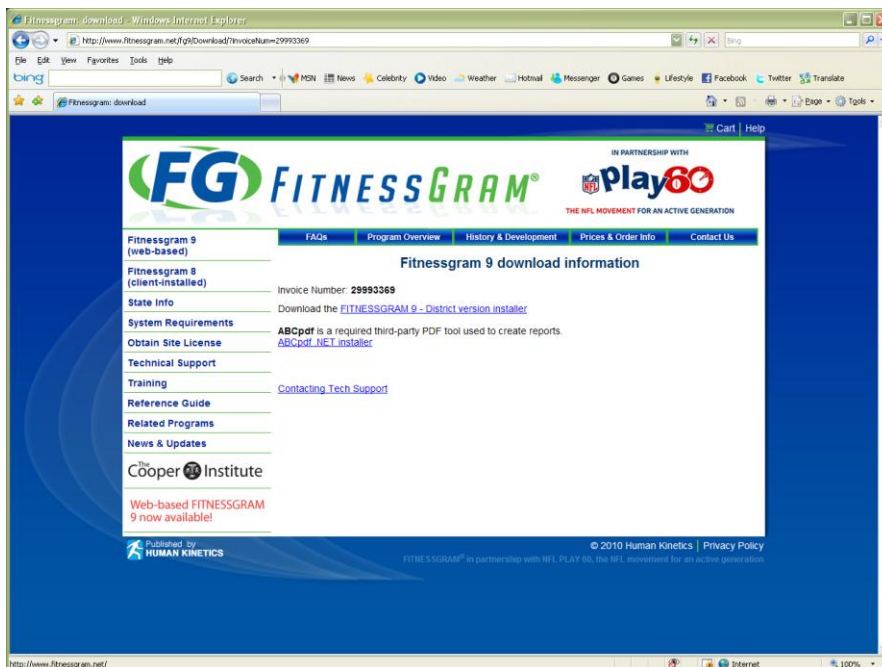 Fitnessgram: download - Windows Internet Explorer
http://www.fitnessgram.net/fg9/Download/?invoiceNum=29993369
Bing
File Edit View Favorites Tools Help
bing Search MSN News Celebrity Video Weather Hotmail Messenger Games Lifestyle Facebook Twitter Translate
Fitnessgram: download Page Tools
Cart | Help
FG FITNESSGRAM®
IN PARTNERSHIP WITH
NFL Play60
THE NFL MOVEMENT FOR AN ACTIVE GENERATION
FAQs Program Overview History & Development Prices & Order Info Contact Us
Fitnessgram 9
(web-based)
Fitnessgram 8
(client-installed)
State Info
System Requirements
Obtain Site License
Technical Support
Training
Reference Guide
Related Programs
News & Updates
The Cooper Institute
Web-based FITNESSGRAM
9 now available!
Fitnessgram 9 download information
Invoice Number: 29993369
Download the FITNESSGRAM 9 - District version installer
ABCpdf is a required third-party PDF tool used to create reports.
ABCpdf .NET installer
Contacting Tech Support
Published by
HUMAN KINETICS
© 2010 Human Kinetics | Privacy Policy
FITNESSGRAM® in partnership with NFL PLAY 60, the NFL movement for an active generation
http://www.fitnessgram.net/ Internet 100%